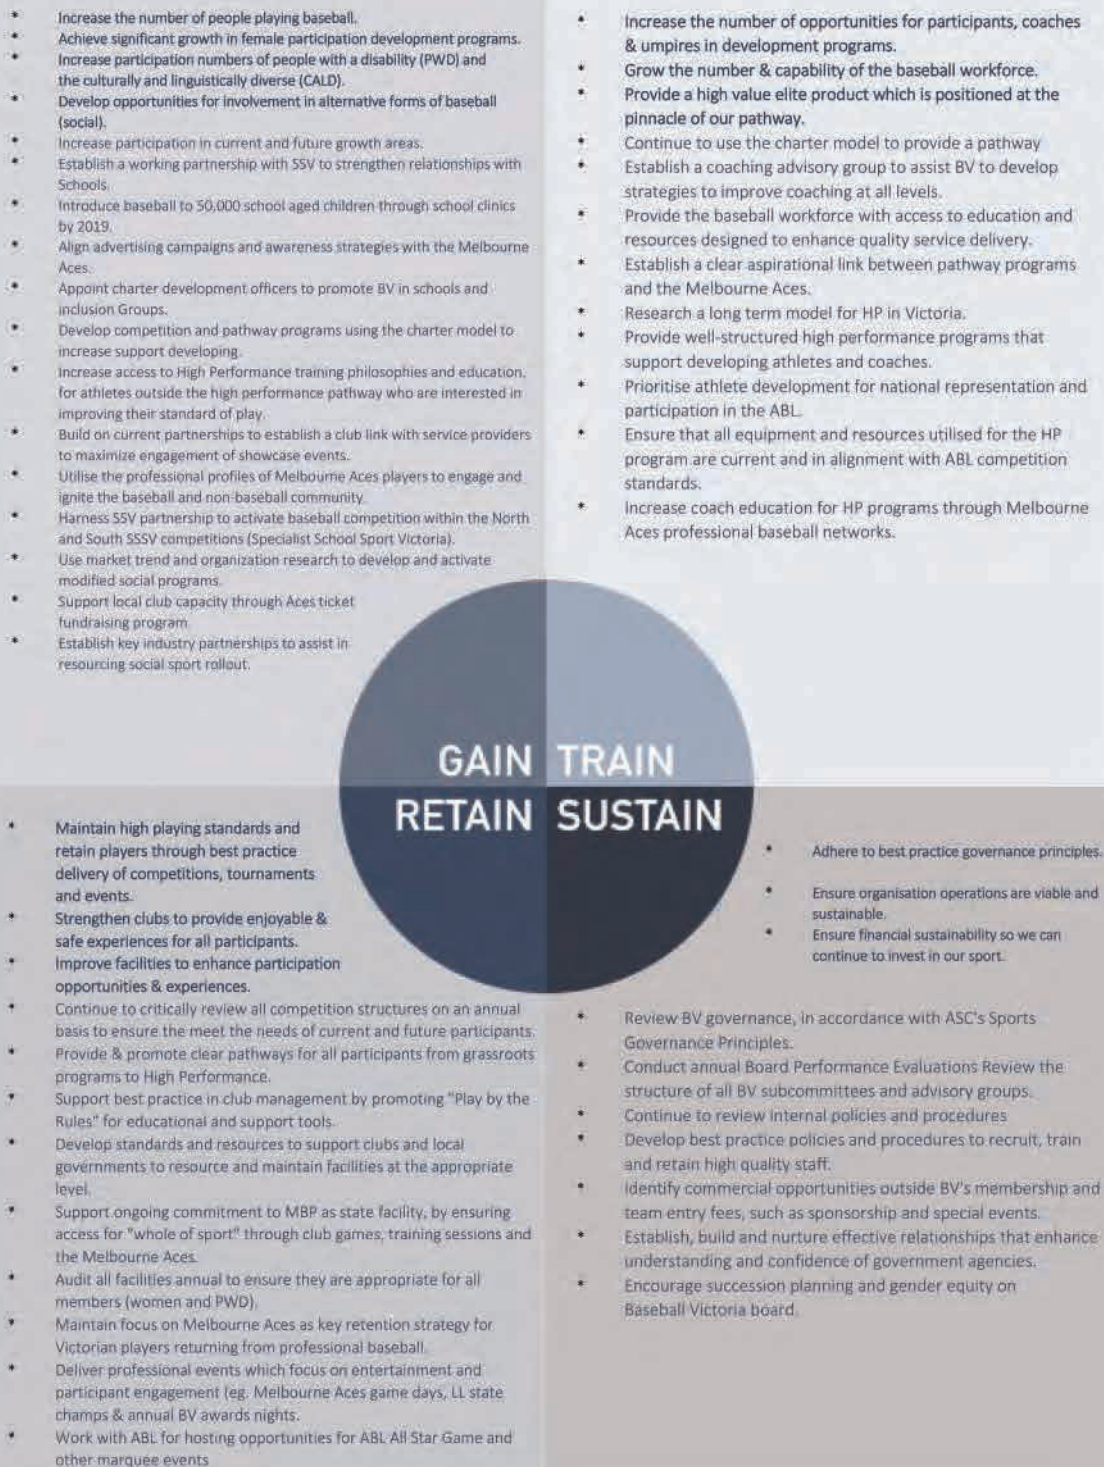 * Increase the number of people playing baseball.
* Achieve significant growth in female participation development programs.
* Increase participation numbers of people with a disability (PWD) and
the culturally and linguistically diverse (CALD).
* Develop opportunities for involvement in alternative forms of baseball
(social).
* Increase participation in current and future growth areas.
* Establish a working partnership with SSV to strengthen relationships with
Schools.
* Introduce baseball to 50,000 school aged children through school clinics
by 2019.
* Align advertising campaigns and awareness strategies with the Melbourne
Aces.
* Appoint charter development officers to promote BV in schools and
inclusion Groups.
* Develop competition and pathway programs using the charter model to
increase support developing.
* Increase access to High Performance training philosophies and education,
for athletes outside the high performance pathway who are interested in
improving their standard of play.
* Build on current partnerships to establish a club link with service providers
to maximize engagement of showcase events.
* Utilise the professional profiles of Melbourne Aces players to engage and
ignite the baseball and non-baseball community.
* Harness SSV partnership to activate baseball competition within the North
and South SSSV competitions (Specialist School Sport Victoria).
* Use market trend and organization research to develop and activate
modified social programs.
* Support local club capacity through Aces ticket
fundraising program
* Establish key industry partnerships to assist in
resourcing social sport rollout.
* Increase the number of opportunities for participants, coaches
& umpires in development programs.
* Grow the number & capability of the baseball workforce.
* Provide a high value elite product which is positioned at the
pinnacle of our pathway.
* Continue to use the charter model to provide a pathway
* Establish a coaching advisory group to assist BV to develop
strategies to improve coaching at all levels.
* Provide the baseball workforce with access to education and
resources designed to enhance quality service delivery.
* Establish a clear aspirational link between pathway programs
and the Melbourne Aces.
* Research a long term model for HP in Victoria.
* Provide well-structured high performance programs that
support developing athletes and coaches.
* Prioritise athlete development for national representation and
participation in the ABL.
* Ensure that all equipment and resources utilised for the HP
program are current and in alignment with ABL competition
standards.
* Increase coach education for HP programs through Melbourne
Aces professional baseball networks.
GAIN TRAIN
RETAIN SUSTAIN
* Maintain high playing standards and
retain players through best practice
delivery of competitions, tournaments
and events.
* Strengthen clubs to provide enjoyable &
safe experiences for all participants.
* Improve facilities to enhance participation
opportunities & experiences.
* Continue to critically review all competition structures on an annual
basis to ensure the meet the needs of current and future participants.
* Provide & promote clear pathways for all participants from grassroots
programs to High Performance.
* Support best practice in club management by promoting "Play by the
Rules" for educational and support tools.
* Develop standards and resources to support clubs and local
governments to resource and maintain facilities at the appropriate
level.
* Support ongoing commitment to MBP as state facility, by ensuring
access for "whole of sport" through club games, training sessions and
the Melbourne Aces.
* Audit all facilities annual to ensure they are appropriate for all
members (women and PWD).
* Maintain focus on Melbourne Aces as key retention strategy for
Victorian players returning from professional baseball.
* Deliver professional events which focus on entertainment and
participant engagement (eg. Melbourne Aces game days, LL state
champs & annual BV awards nights.
* Work with ABL for hosting opportunities for ABL All Star Game and
other marquee events
* Adhere to best practice governance principles.
* Ensure organisation operations are viable and
sustainable.
* Ensure financial sustainability so we can
continue to invest in our sport.
* Review BV governance, in accordance with ASC's Sports
Governance Principles.
* Conduct annual Board Performance Evaluations Review the
structure of all BV subcommittees and advisory groups.
* Continue to review internal policies and procedures
* Develop best practice policies and procedures to recruit, train
and retain high quality staff.
* Identify commercial opportunities outside BV's membership and
team entry fees, such as sponsorship and special events.
* Establish, build and nurture effective relationships that enhance
understanding and confidence of government agencies.
* Encourage succession planning and gender equity on
Baseball Victoria board.